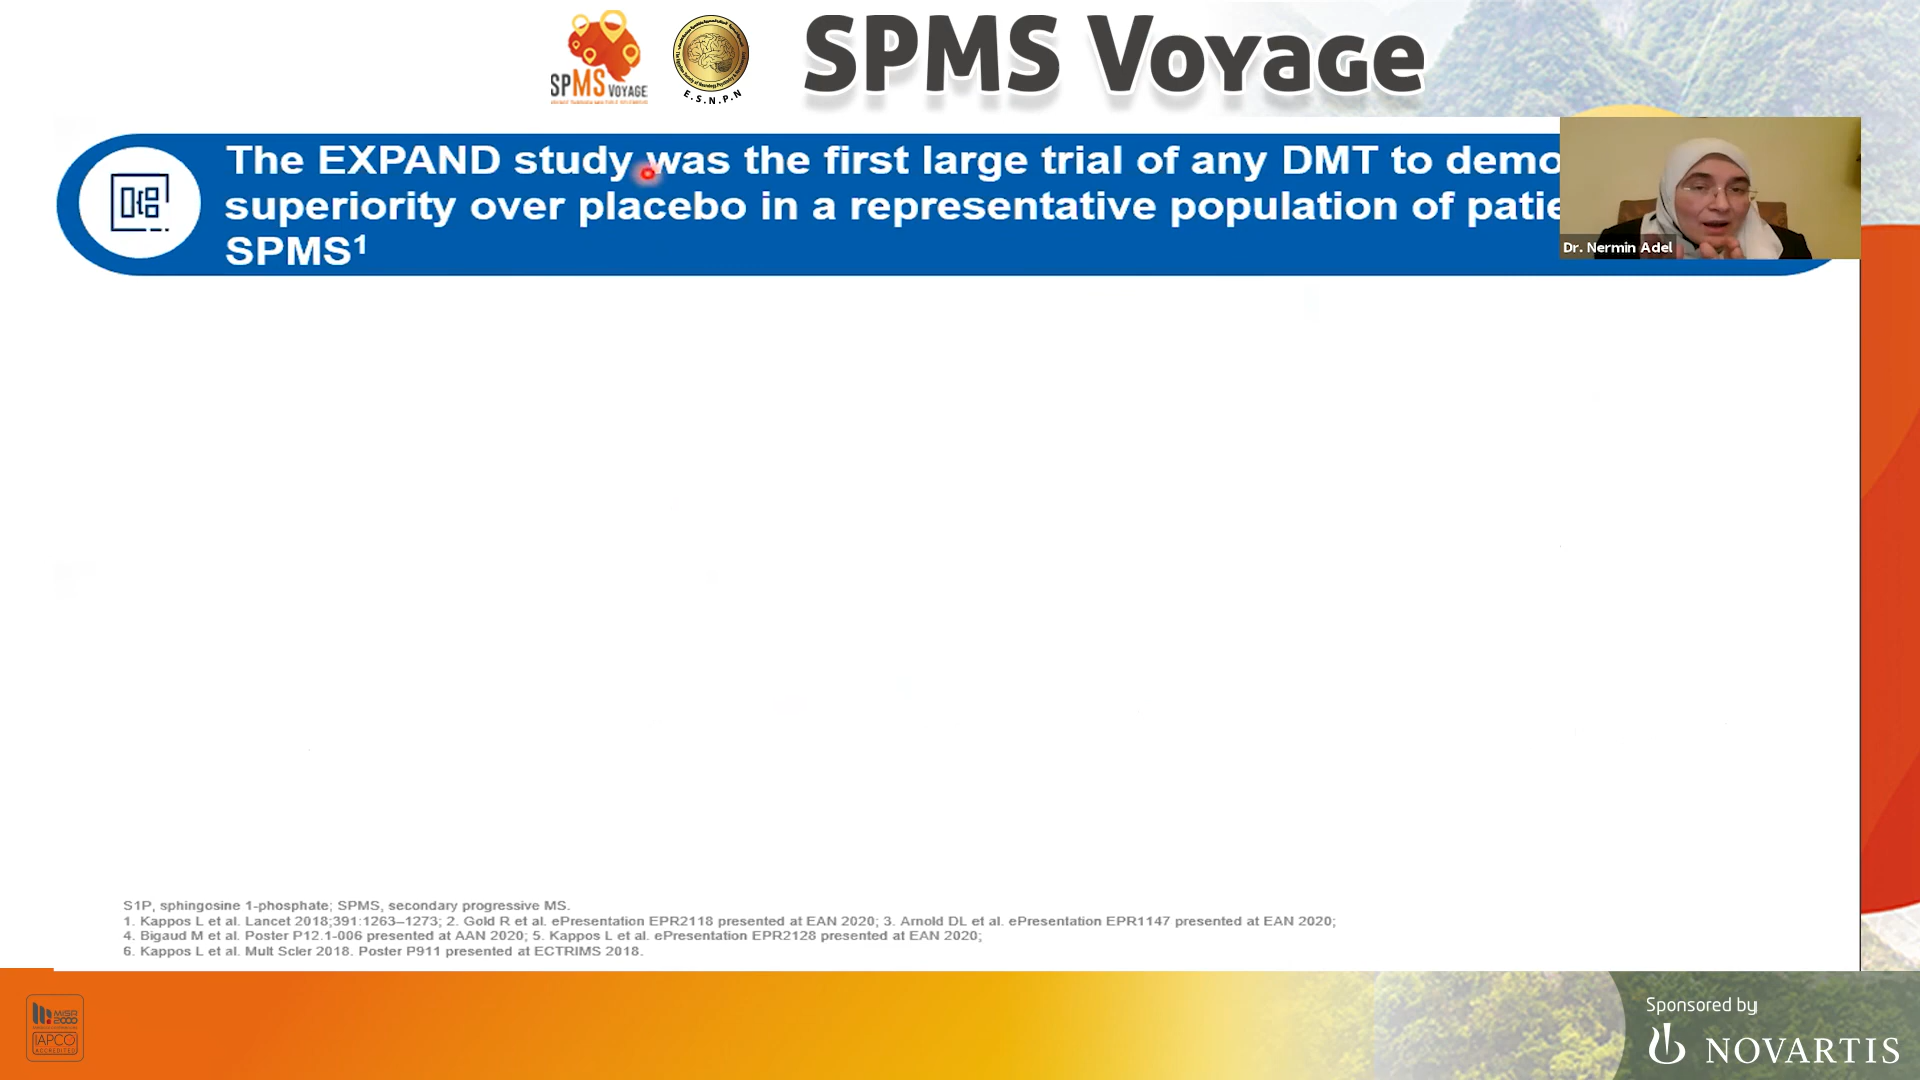 SPMS VOYAGE
E.S.N.P.N
SPMS Voyage
The EXPAND study was the first large trial of any DMT to demo
superiority over placebo in a representative population of patie
SPMS1
Dr. Nermin Adel
S1P, sphingosine 1-phosphate; SPMS, secondary progressive MS.
1. Kappos L et al. Lancet 2018;391:1263–1273; 2. Gold R et al. ePresentation EPR2118 presented at EAN 2020; 3. Arnold DL et al. ePresentation EPR1147 presented at EAN 2020;
4. Bigaud M et al. Poster P12.1-006 presented at AAN 2020; 5. Kappos L et al. ePresentation EPR2128 presented at EAN 2020;
6. Kappos L et al. Mult Scler 2018. Poster P911 presented at ECTRIMS 2018.
MISR
2000
IAPCO
ACCREDITED
Sponsored by
NOVARTIS